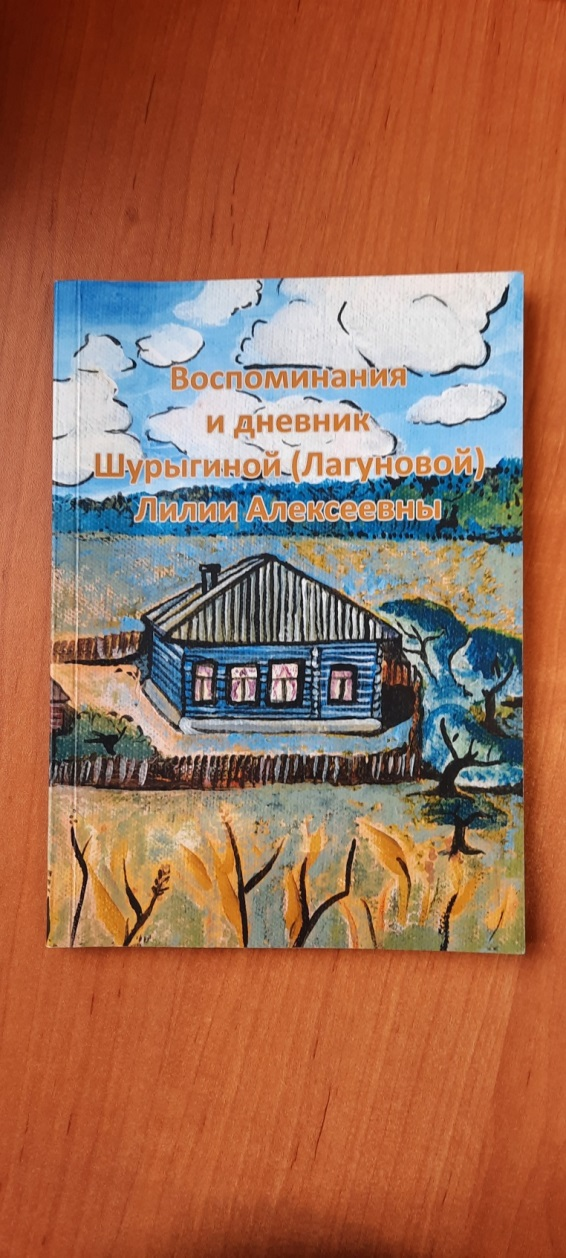 Воспоминания
и дневник
Шурыгиной (Лагуновой)
Лилии Алексеевны